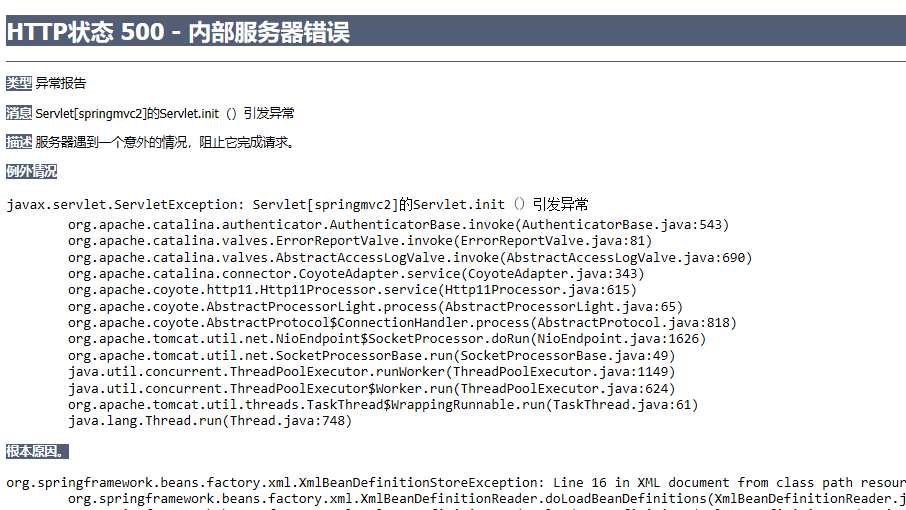 HTTP状态 500 - 内部服务器错误
类型 异常报告
消息 Servlet[springmvc2]的Servlet.init（）引发异常
描述 服务器遇到一个意外的情况，阻止它完成请求。
例外情况
javax.servlet.ServletException: Servlet[springmvc2]的Servlet.init（）引发异常
org.apache.catalina.authenticator.AuthenticatorBase.invoke(AuthenticatorBase.java:543)
org.apache.catalina.valves.ErrorReportValve.invoke(ErrorReportValve.java:81)
org.apache.catalina.valves.AbstractAccessLogValve.invoke(AbstractAccessLogValve.java:690)
org.apache.catalina.connector.CoyoteAdapter.service(CoyoteAdapter.java:343)
org.apache.coyote.http11.Http11Processor.service(Http11Processor.java:615)
org.apache.coyote.AbstractProcessorLight.process(AbstractProcessorLight.java:65)
org.apache.coyote.AbstractProtocol$ConnectionHandler.process(AbstractProtocol.java:818)
org.apache.tomcat.util.net.NioEndpoint$SocketProcessor.doRun(NioEndpoint.java:1626)
org.apache.tomcat.util.net.SocketProcessorBase.run(SocketProcessorBase.java:49)
java.util.concurrent.ThreadPoolExecutor.runWorker(ThreadPoolExecutor.java:1149)
java.util.concurrent.ThreadPoolExecutor$Worker.run(ThreadPoolExecutor.java:624)
org.apache.tomcat.util.threads.TaskThread$WrappingRunnable.run(TaskThread.java:61)
java.lang.Thread.run(Thread.java:748)
根本原因。
org.springframework.beans.factory.xml.XmlBeanDefinitionStoreException: Line 16 in XML document from class path resour
org.springframework.beans.factory.xml.XmlBeanDefinitionReader.doLoadBeanDefinitions(XmlBeanDefinitionReader.j